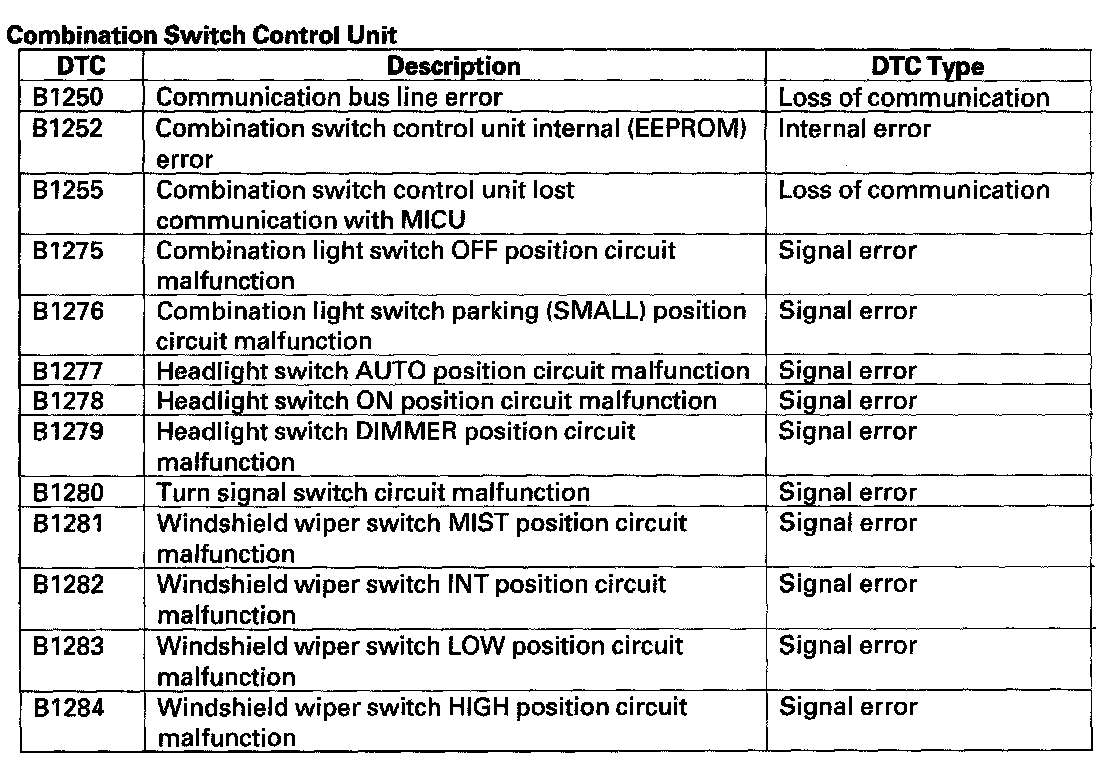 Combination Switch Control Unit
DTC Description DTC Type
B1250 Communication bus line error Loss of communication
B1252 Combination switch control unit internal (EEPROM) Internal error
error
B1255 Combination switch control unit lost Loss of communication
communication with MICU
B1275 Combination light switch OFF position circuit Signal error
malfunction
B1276 Combination light switch parking (SMALL) position Signal error
circuit malfunction
B1277 Headlight switch AUTO position circuit malfunction Signal error
B1278 Headlight switch ON position circuit malfunction Signal error
B1279 Headlight switch DIMMER position circuit Signal error
malfunction
B1280 Turn signal switch circuit malfunction Signal error
B1281 Windshield wiper switch MIST position circuit Signal error
malfunction
B1282 Windshield wiper switch INT position circuit Signal error
malfunction
B1283 Windshield wiper switch LOW position circuit Signal error
malfunction
B1284 Windshield wiper switch HIGH position circuit Signal error
malfunction